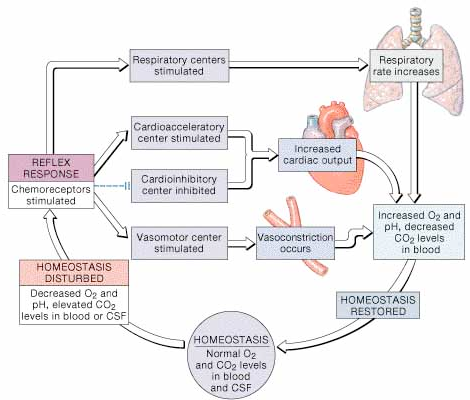 Respiratory centers
stimulated
Respiratory
rate increases
Cardioacceleratory
center stimulated
Increased
cardiac output
REFLEX
RESPONSE
Chemoreceptors
stimulated
Cardioinhibitory
center inhibited
Vasomotor center
stimulated
Vasoconstriction
occurs
Increased O₂ and
pH, decreased
CO₂ levels
in blood
HOMEOSTASIS
DISTURBED
Decreased O₂ and
pH, elevated CO₂
levels in blood or CSF
HOMEOSTASIS
RESTORED
HOMEOSTASIS
Normal O₂
and CO₂ levels
in blood
and CSF